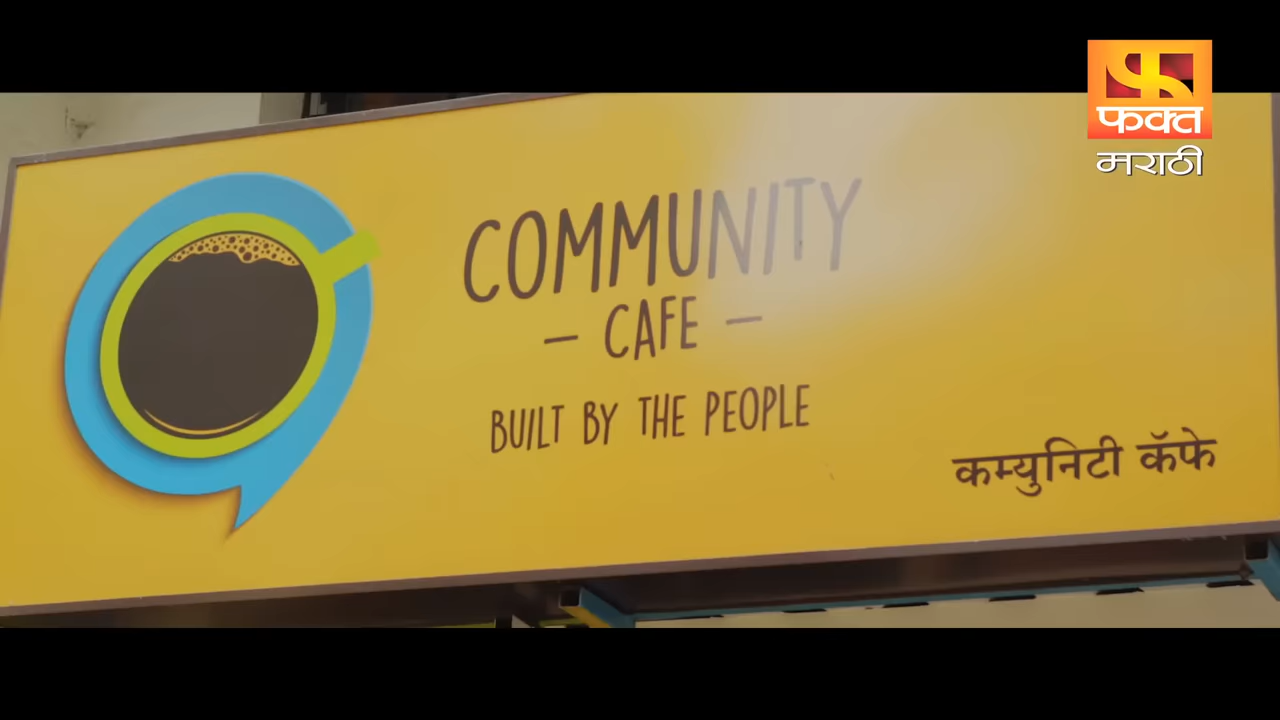 फक्त
मराठी
COMMUNITY
- CAFE -
BUILT BY THE PEOPLE
कम्युनिटी कॅफे